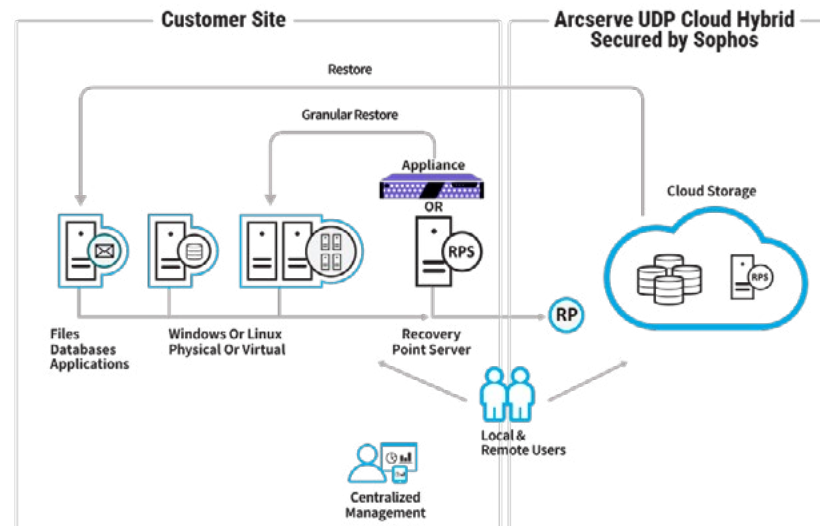 Customer Site
Arcserve UDP Cloud Hybrid
Secured by Sophos
Restore
Granular Restore
Appliance
OR
RPS
Cloud Storage
RPS
RP
Files
Databases
Applications
Windows Or Linux
Physical Or Virtual
Recovery
Point Server
Local &
Remote Users
Centralized
Management